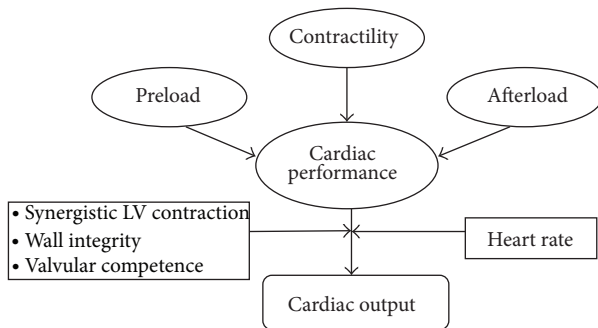 Contractility
Preload
Afterload
Cardiac
performance
• Synergistic LV contraction
• Wall integrity
• Valvular competence
Heart rate
Cardiac output